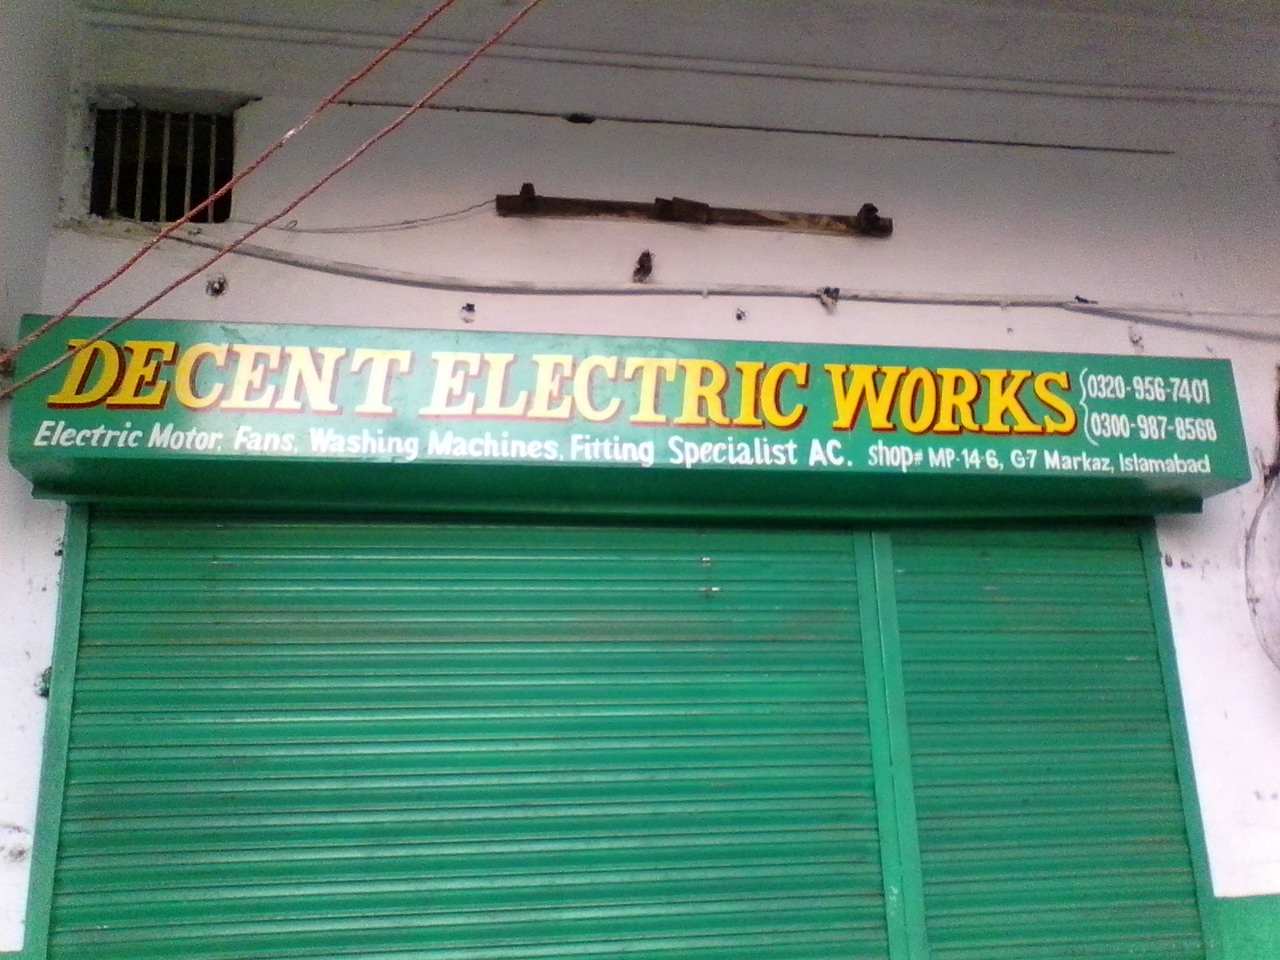 DECENT ELECTRIC WORKS
0320-956-7401
0300-987-8568
Electric Motor, Fans, Washing Machines, Fitting Specialist AC. shop# MP-14-6, G-7 Markaz, Islamabad